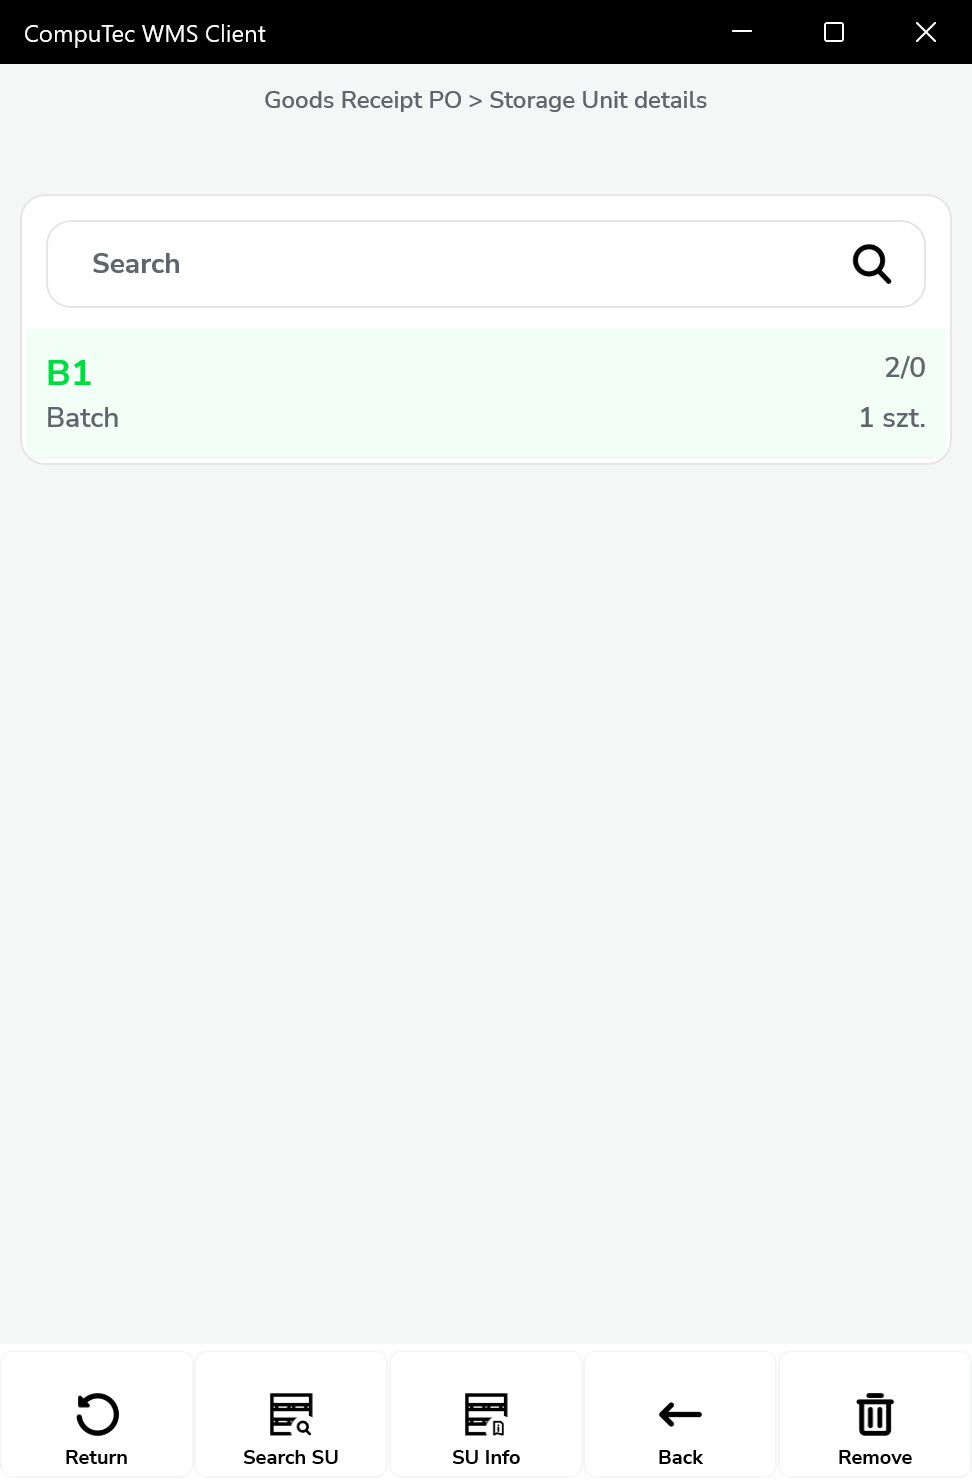 CompuTec WMS Client
Goods Receipt PO > Storage Unit details
Search
B1
2/0
Batch
1 szt.
Return
Search SU
SU Info
Back
Remove